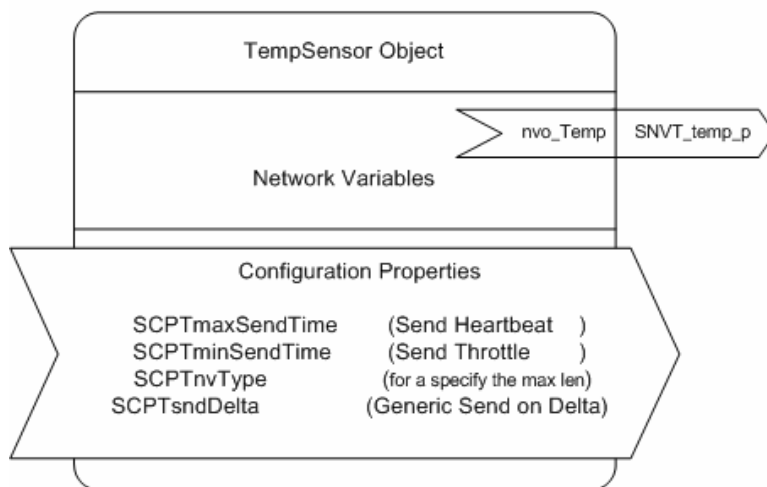 TempSensor Object
nvo_Temp SNVT_temp_p
Network Variables
Configuration Properties
SCPTmaxSendTime (Send Heartbeat )
SCPTminSendTime (Send Throttle )
SCPTnvType (for a specify the max len)
SCPTsndDelta (Generic Send on Delta)